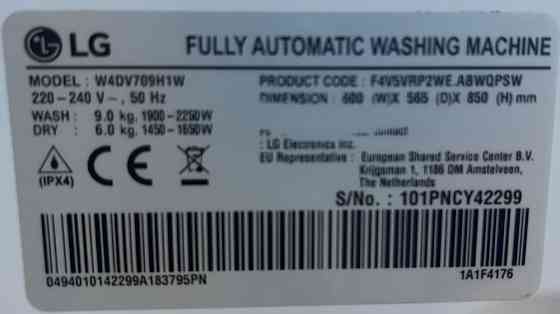 LG FULLY AUTOMATIC WASHING MACHINE
MODEL : W4DV709H1W PRODUCT CODE : F4V5VRP2WE.ABWQPSW
220-240 V~, 50 Hz DIMENSION : 600 (W)X 565 (D)X 850 (H) mm
WASH : 9.0 kg, 1900-2250W
DRY : 6.0 kg, 1450-1650W
: LG Electronics Inc.
EU Representative : European Shared Service Center B.V.
Krijgsman 1, 1186 DM Amstelveen,
The Netherlands
(IPX4) CE
S/No. : 101PNCY42299
0494010142299A183795PN 1A1F4176